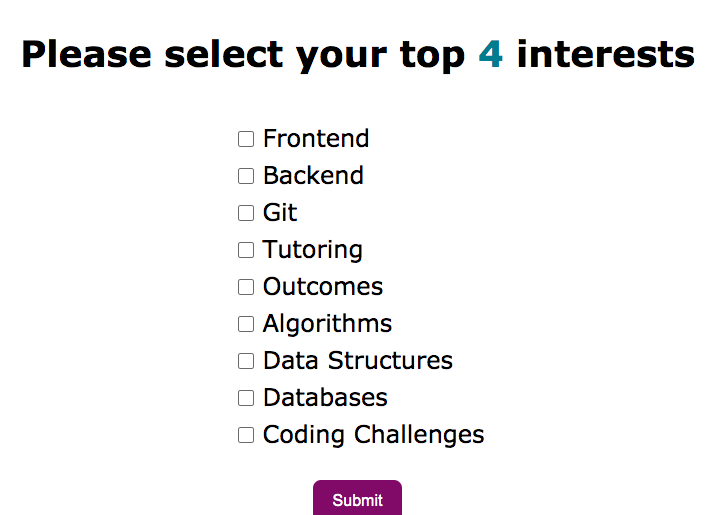 Please select your top 4 interests
Frontend
Backend
Git
Tutoring
Outcomes
Algorithms
Data Structures
Databases
Coding Challenges
Submit